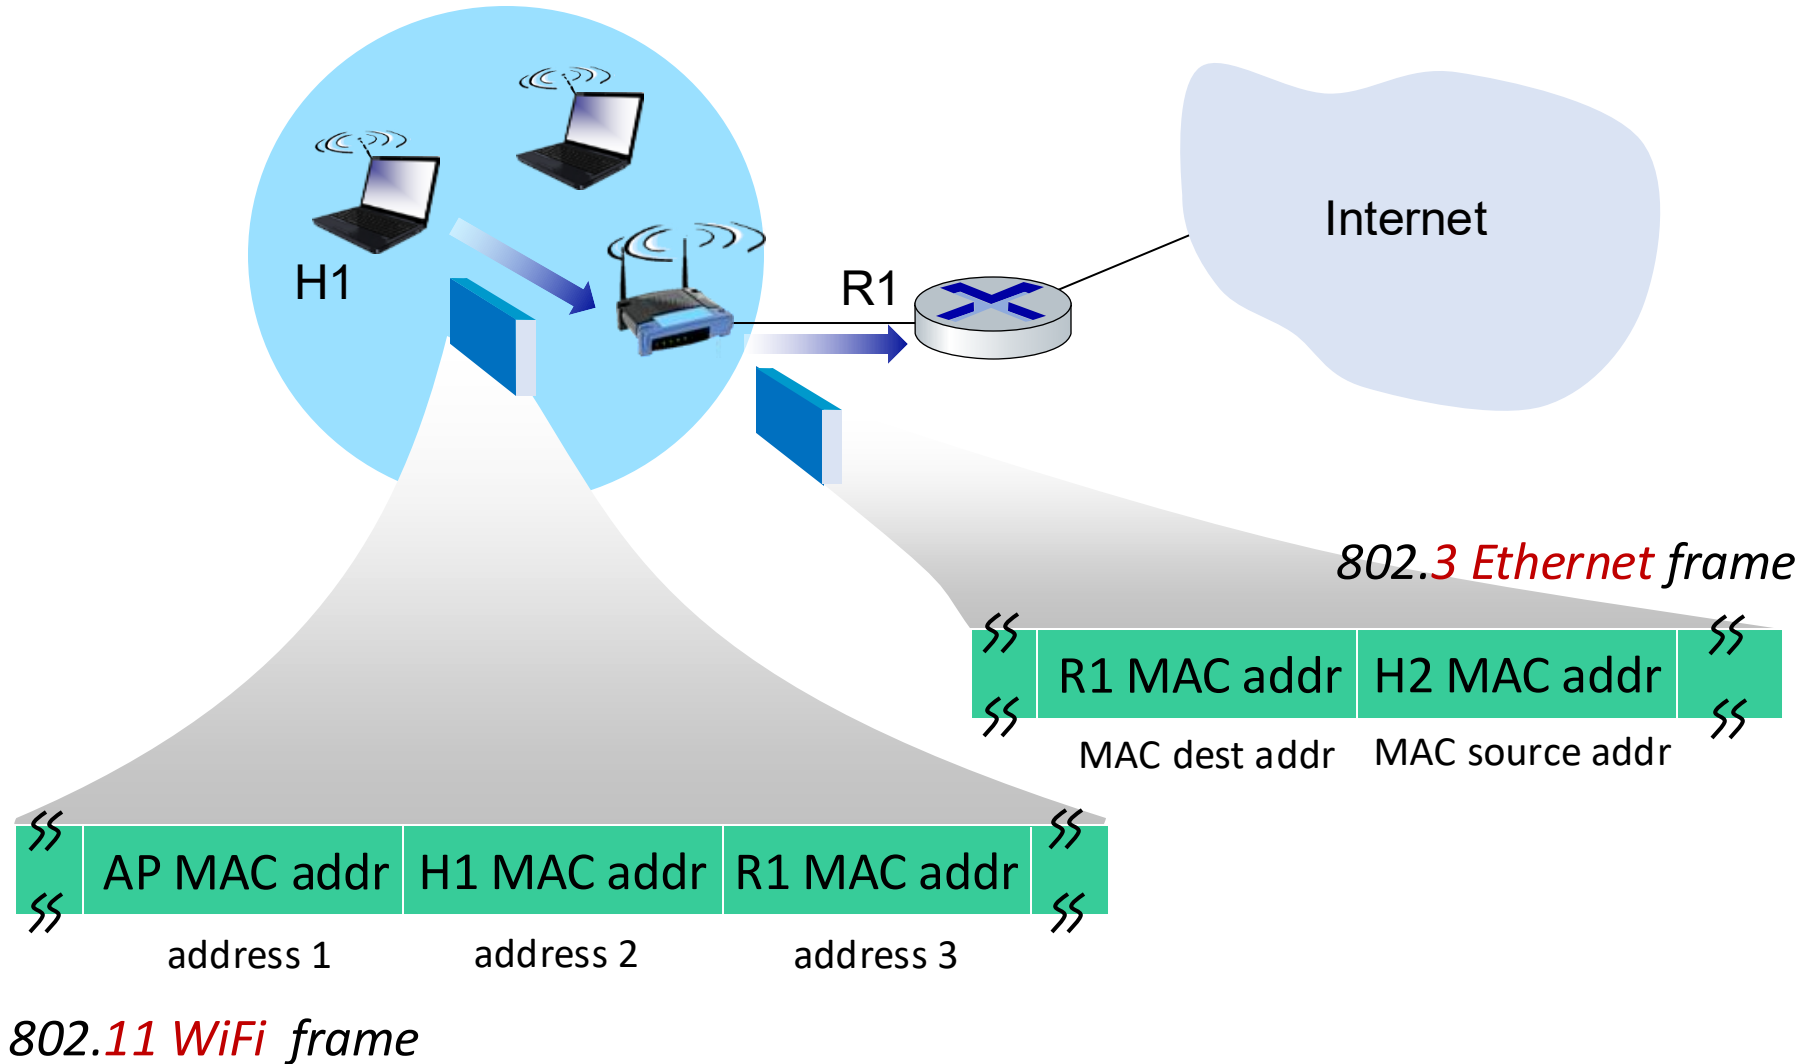 Internet
H1
R1
802.3 Ethernet frame
R1 MAC addr H2 MAC addr
MAC dest addr MAC source addr
AP MAC addr H1 MAC addr R1 MAC addr
address 1 address 2 address 3
802.11 WiFi frame